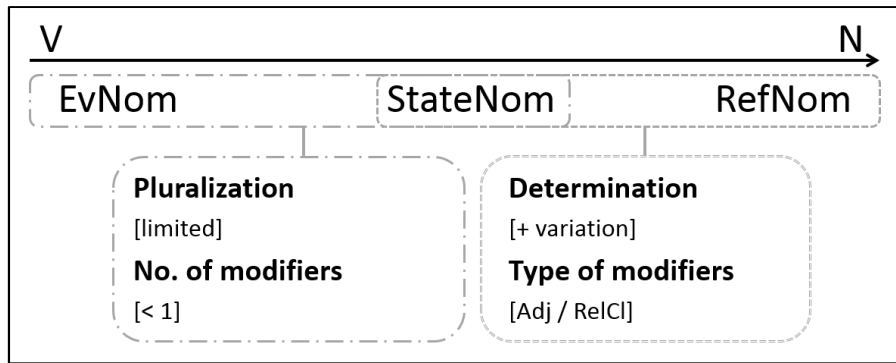 V N
EvNom StateNom RefNom
Pluralization
[limited]
No. of modifiers
[< 1]
Determination
[+ variation]
Type of modifiers
[Adj / RelCl]